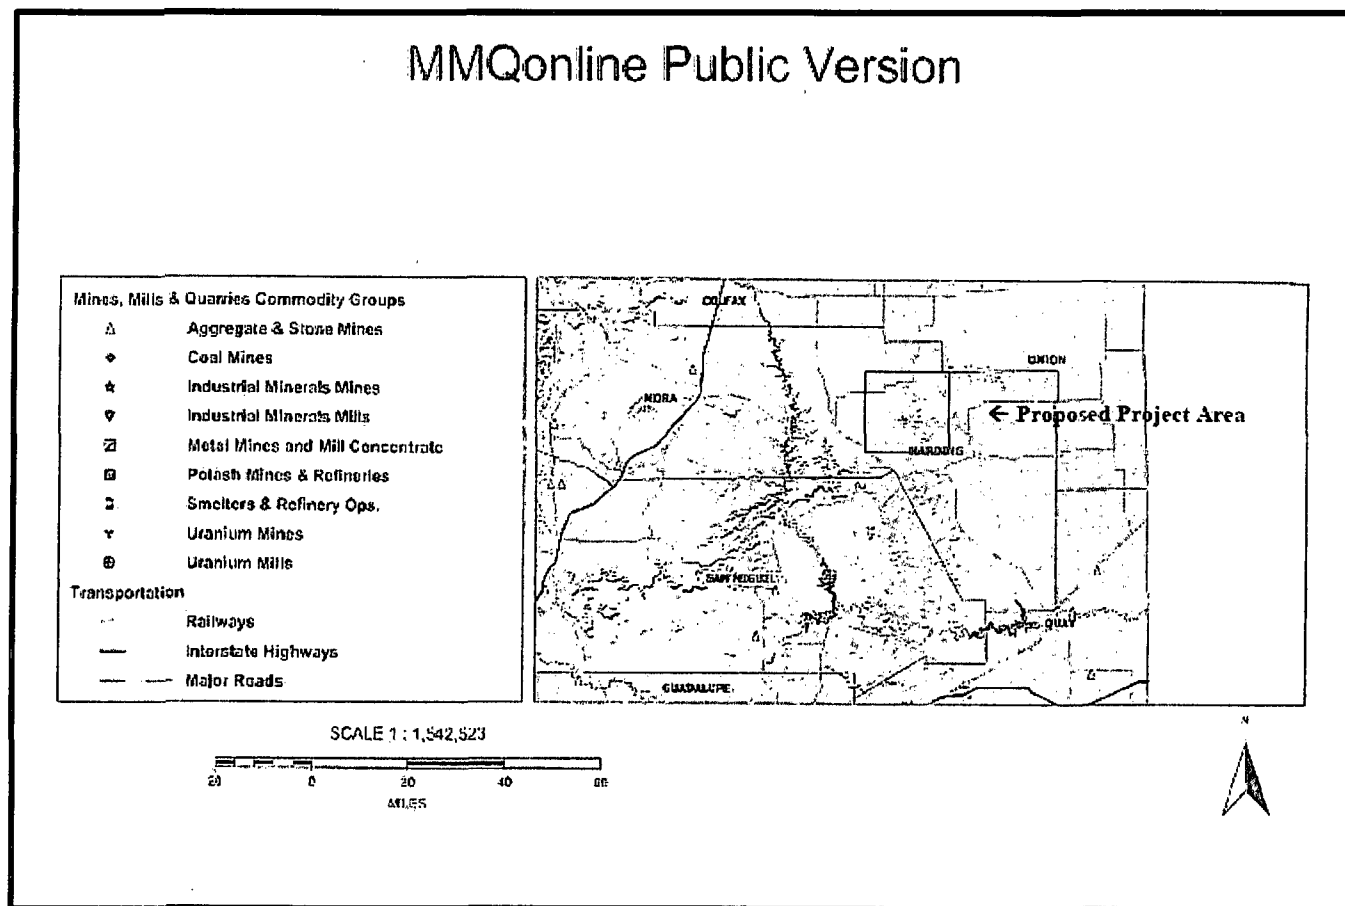 MMQonline Public Version
Mines, Mills & Quarries Commodity Groups
Aggregate & Stone Mines
Coal Mines
Industrial Minerals Mines
Industrial Minerals Mills
Metal Mines and Mill Concentrate
Potash Mines & Refineries
Smelters & Refinery Ops.
Uranium Mines
Uranium Mills
Transportation
Railways
Interstate Highways
Major Roads
COLFAX
UNION
MORA
← Proposed Project Area
HARDING
SAN MIGUEL
QUAY
GUADALUPE
SCALE 1 : 1,542,523
20 0 20 40 60
MILES
N